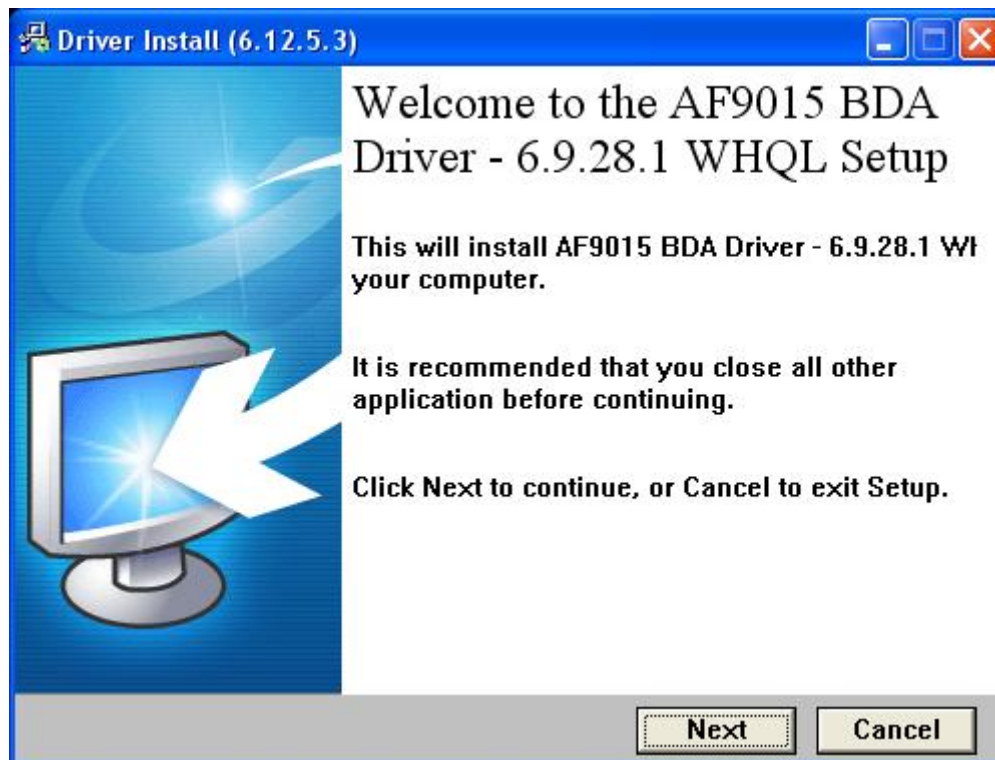 Driver Install (6.12.5.3)
Welcome to the AF9015 BDA
Driver - 6.9.28.1 WHQL Setup
This will install AF9015 BDA Driver - 6.9.28.1
your computer.
It is recommended that you close all other
application before continuing.
Click Next to continue, or Cancel to exit Setup.
Next
Cancel